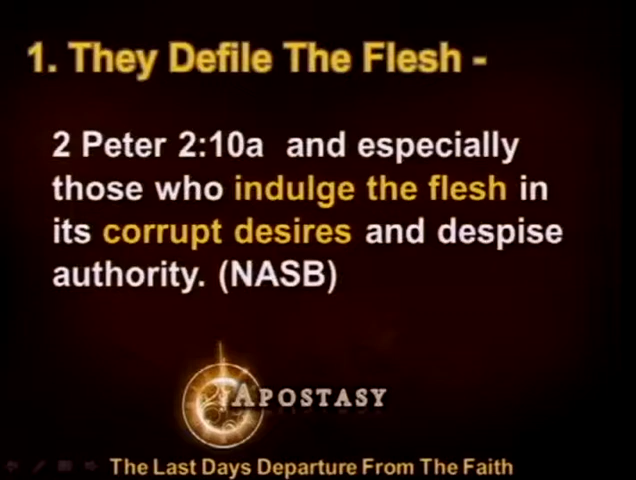 1. They Defile The Flesh -
2 Peter 2:10a and especially
those who indulge the flesh in
its corrupt desires and despise
authority. (NASB)
APOSTASY
The Last Days Departure From The Faith